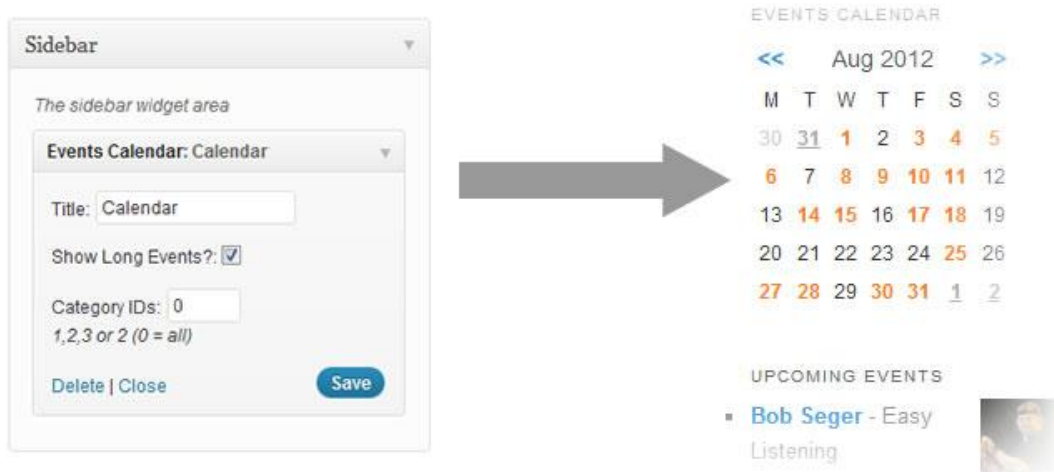 Sidebar
The sidebar widget area
Events Calendar: Calendar
Title: Calendar
Show Long Events?:
Category IDs: 0
1,2,3 or 2 (0 = all)
Delete | Close
Save
EVENTS CALENDAR
<< Aug 2012 >>
M T W T F S S
30 31 1 2 3 4 5
6 7 8 9 10 11 12
13 14 15 16 17 18 19
20 21 22 23 24 25 26
27 28 29 30 31 1 2
UPCOMING EVENTS
Bob Seger - Easy
Listening